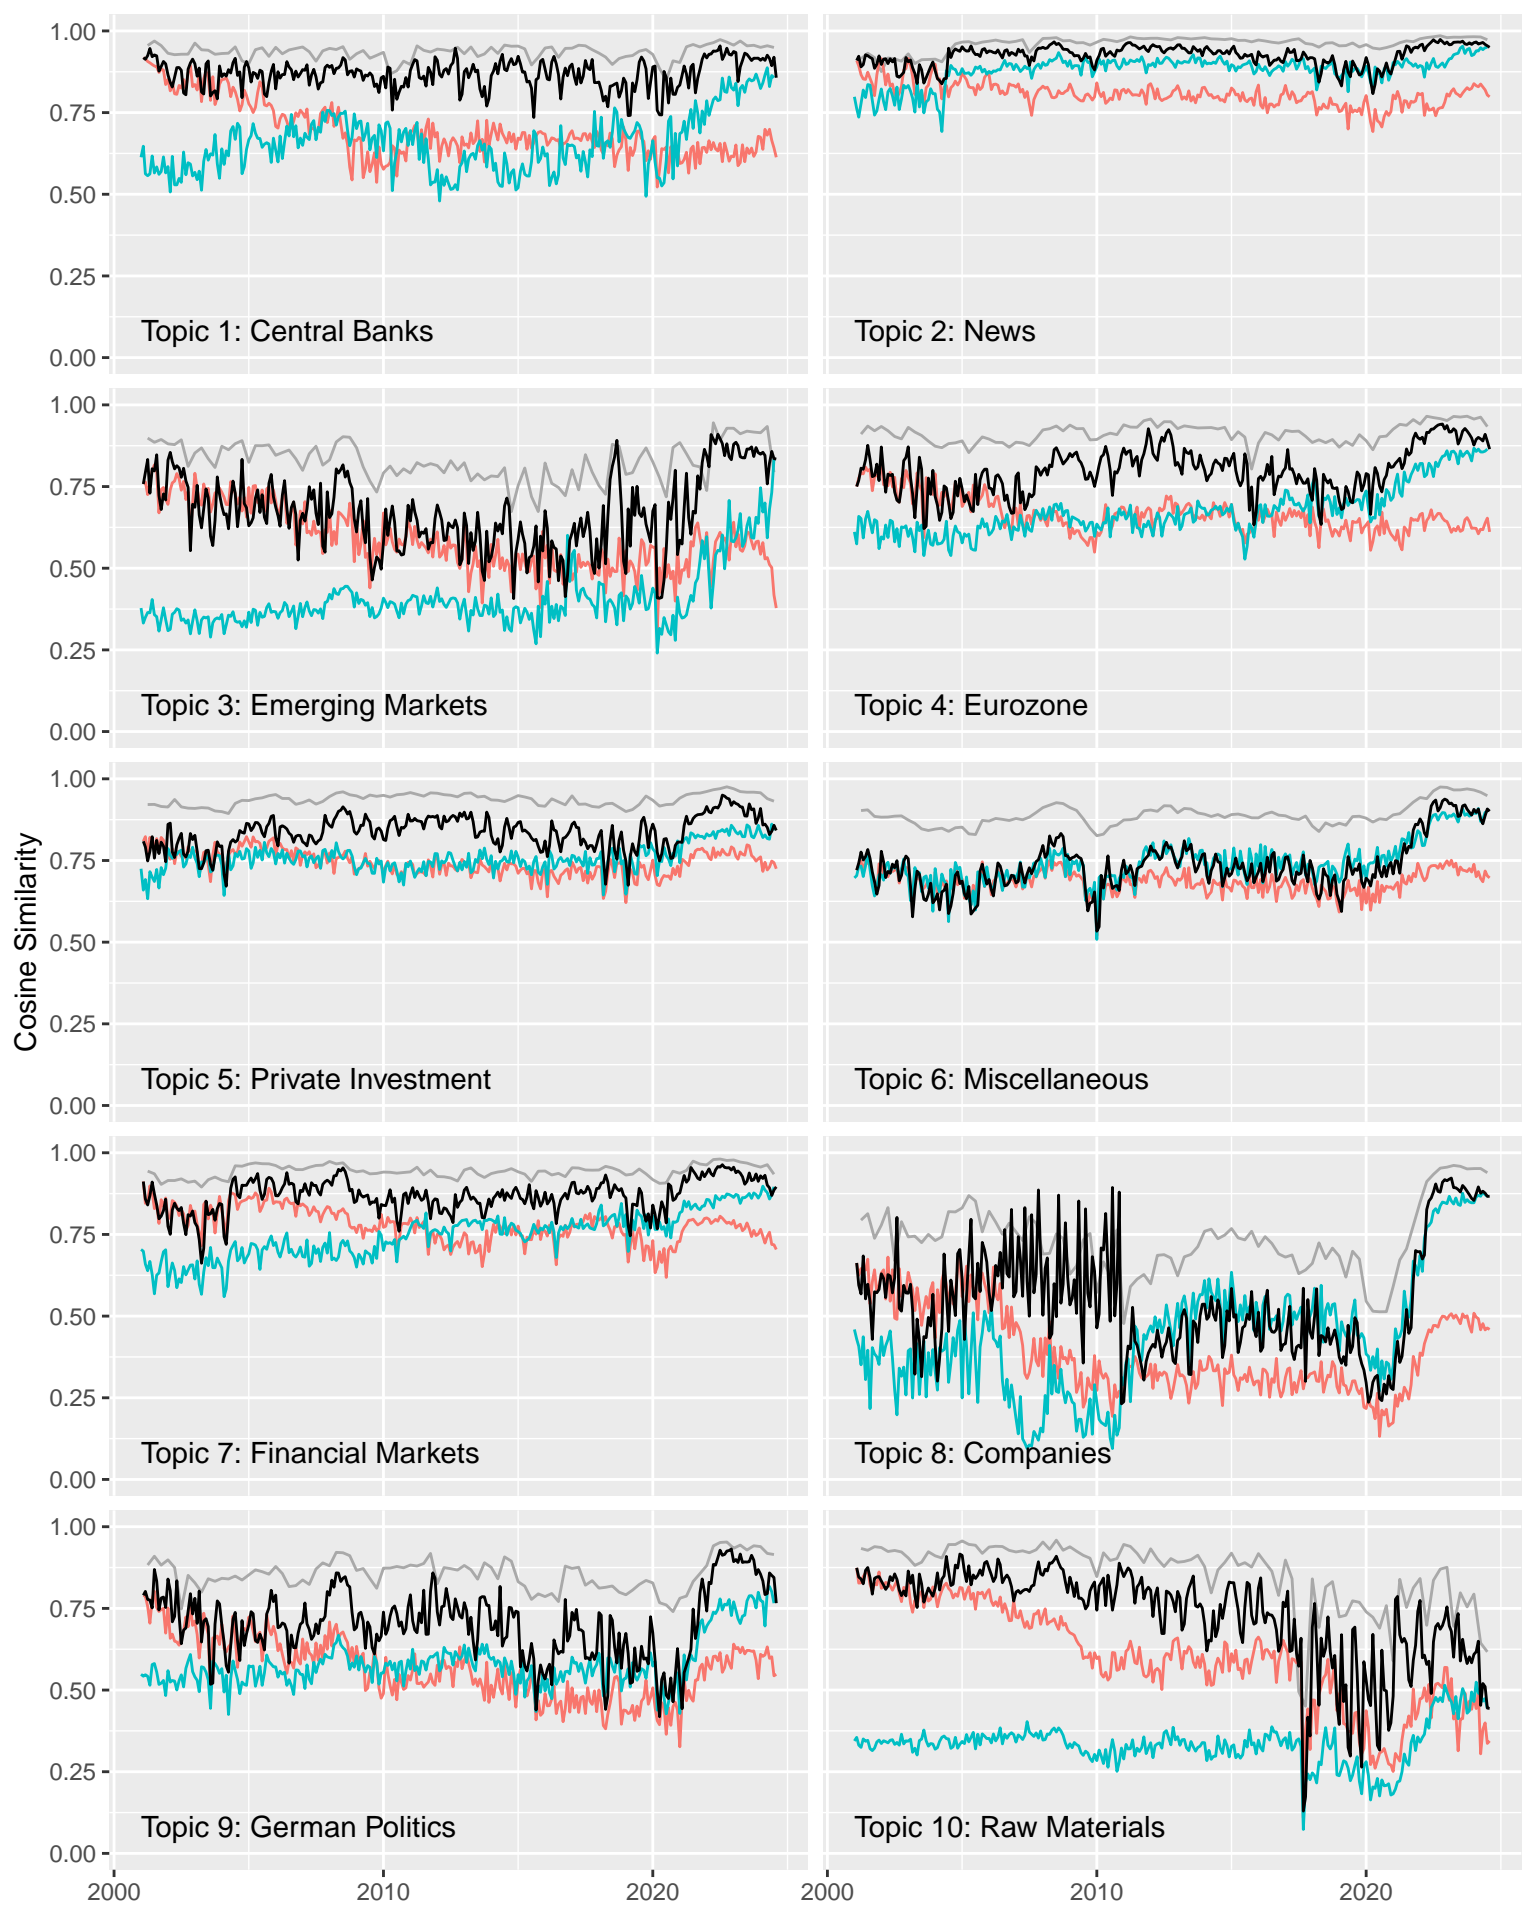 1.00
0.75
0.50
0.25
0.00
Topic 1: Central Banks
Topic 2: News
1.00
0.75
0.50
0.25
0.00
Topic 3: Emerging Markets
Topic 4: Eurozone
Cosine Similarity
1.00
0.75
0.50
0.25
0.00
Topic 5: Private Investment
Topic 6: Miscellaneous
1.00
0.75
0.50
0.25
0.00
Topic 7: Financial Markets
Topic 8: Companies
1.00
0.75
0.50
0.25
0.00
Topic 9: German Politics
Topic 10: Raw Materials
2000 2010 2020 2000 2010 2020